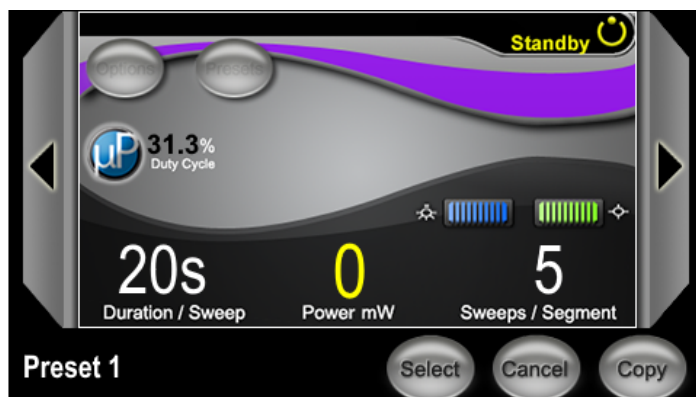 Standby
Options Presets
µP 31.3%
Duty Cycle
20s 0 5
Duration / Sweep Power mW Sweeps / Segment
Preset 1 Select Cancel Copy